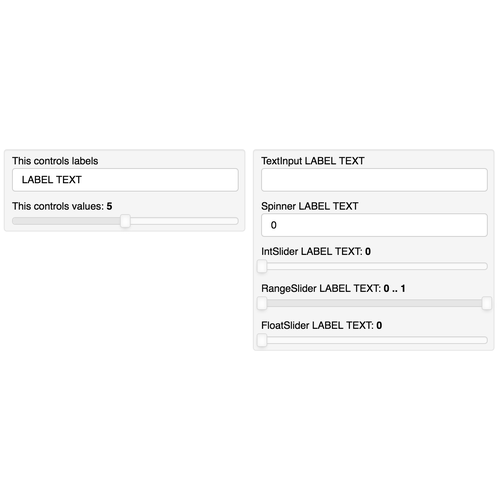 This controls labels
LABEL TEXT
This controls values: 5
TextInput LABEL TEXT
Spinner LABEL TEXT
0
IntSlider LABEL TEXT: 0
RangeSlider LABEL TEXT: 0 .. 1
FloatSlider LABEL TEXT: 0